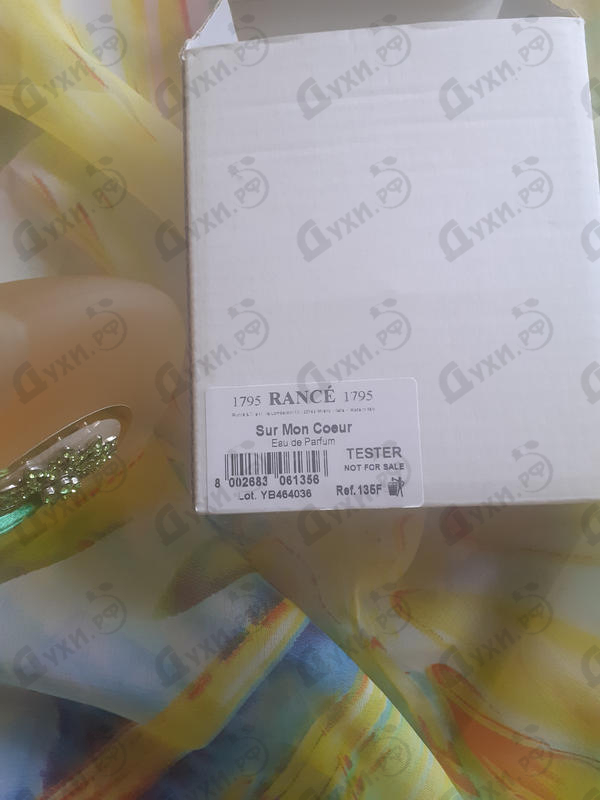 1795 RANCÉ 1795
Sur Mon Coeur
Eau de Parfum
TESTER
NOT FOR SALE
8 002683 061356
Lot. YB464036
Ref.135F
Духи.РФ